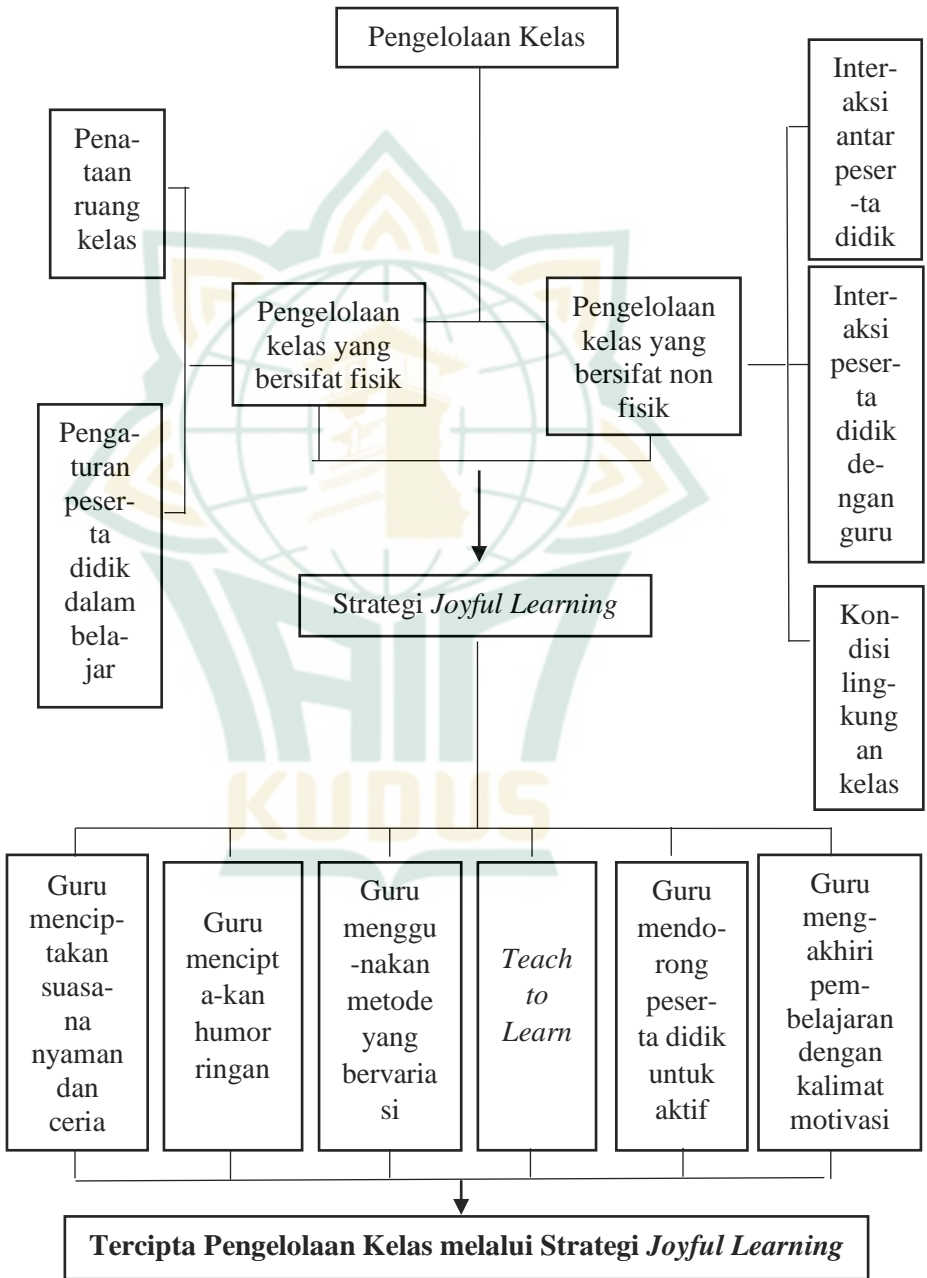 Pengelolaan Kelas
Pena-
taan
ruang
kelas
Penga-
turan
peser-
ta
didik
dalam
bela-
jar
Pengelolaan
kelas yang
bersifat fisik
Pengelolaan
kelas yang
bersifat non
fisik
Inter-
aksi
antar
peser
-ta
didik
Inter-
aksi
peser-
ta
didik
de-
ngan
guru
Kon-
disi
ling-
kung
an
kelas
Strategi Joyful Learning
KUDUS
Guru
mencip-
takan
suasa-
na
nyaman
dan
ceria
Guru
mencipt
a-kan
humor
ringan
Guru
menggu
-nakan
metode
yang
bervaria
si
Teach
to
Learn
Guru
mendo-
rong
peser-
ta didik
untuk
aktif
Guru
meng-
akhiri
pem-
belajaran
dengan
kalimat
motivasi
Tercipta Pengelolaan Kelas melalui Strategi Joyful Learning